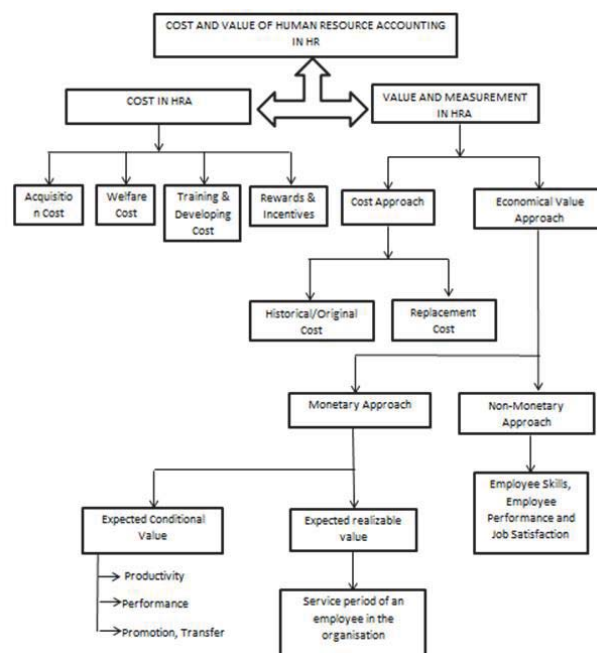 COST AND VALUE OF HUMAN RESOURCE ACCOUNTING
IN HR
COST IN HRA
VALUE AND MEASUREMENT
IN HRA
Acquisitio
n Cost
Welfare
Cost
Training &
Developing
Cost
Rewards &
Incentives
Cost Approach
Economical Value
Approach
Historical/Original
Cost
Replacement
Cost
Monetary Approach
Non-Monetary
Approach
Expected Conditional
Value
Expected realizable
value
Employee Skills,
Employee
Performance and
Job Satisfaction
Productivity
Performance
Promotion, Transfer
Service period of an
employee in the
organisation